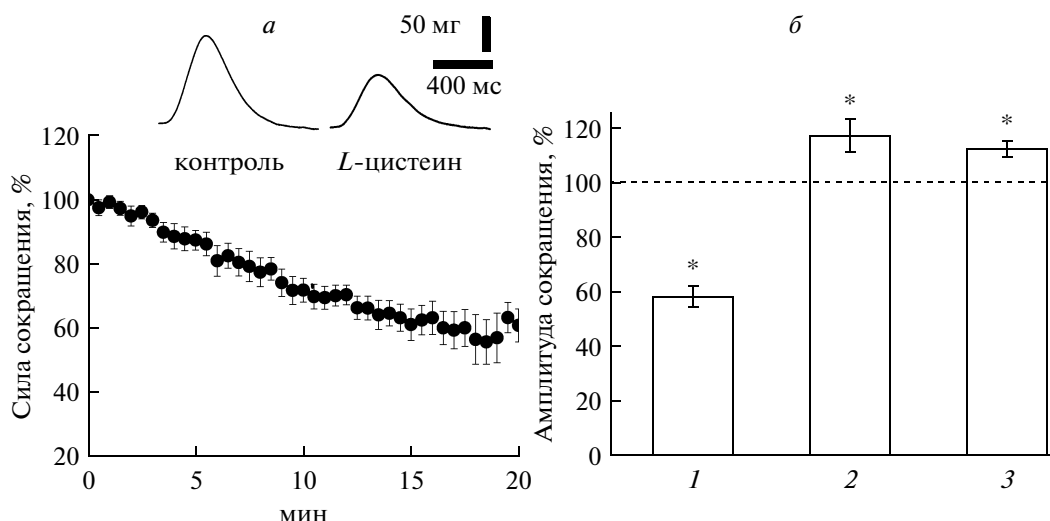 а
50 мг
400 мс
контроль
L-цистеин
Сила сокращения, %
120
100
80
60
40
20
0
5
10
15
20
мин
б
Амплитуда сокращения, %
120
100
80
60
40
20
0
*
*
*
1
2
3